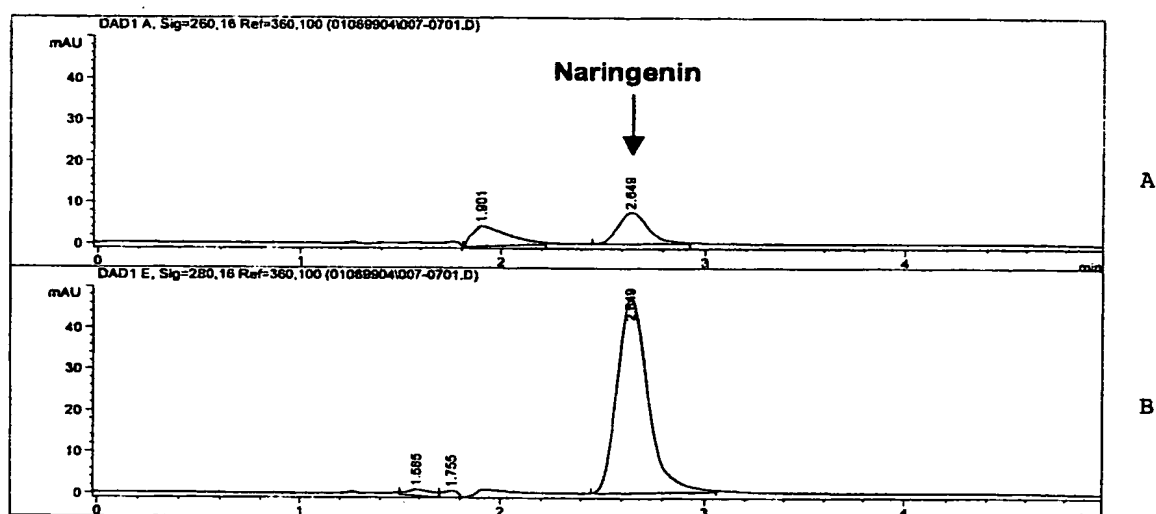 DAD1 A, Sig=260,16 Ref=360,100 (01069904\007-0701.D)
mAU
40
30
20
10
0
Naringenin
1.901
2.649
A
0 1 2 3 4 min
DAD1 E, Sig=280,16 Ref=360,100 (01069904\007-0701.D)
mAU
40
30
20
10
0
1.585
1.755
2.649
B
0 1 2 3 4